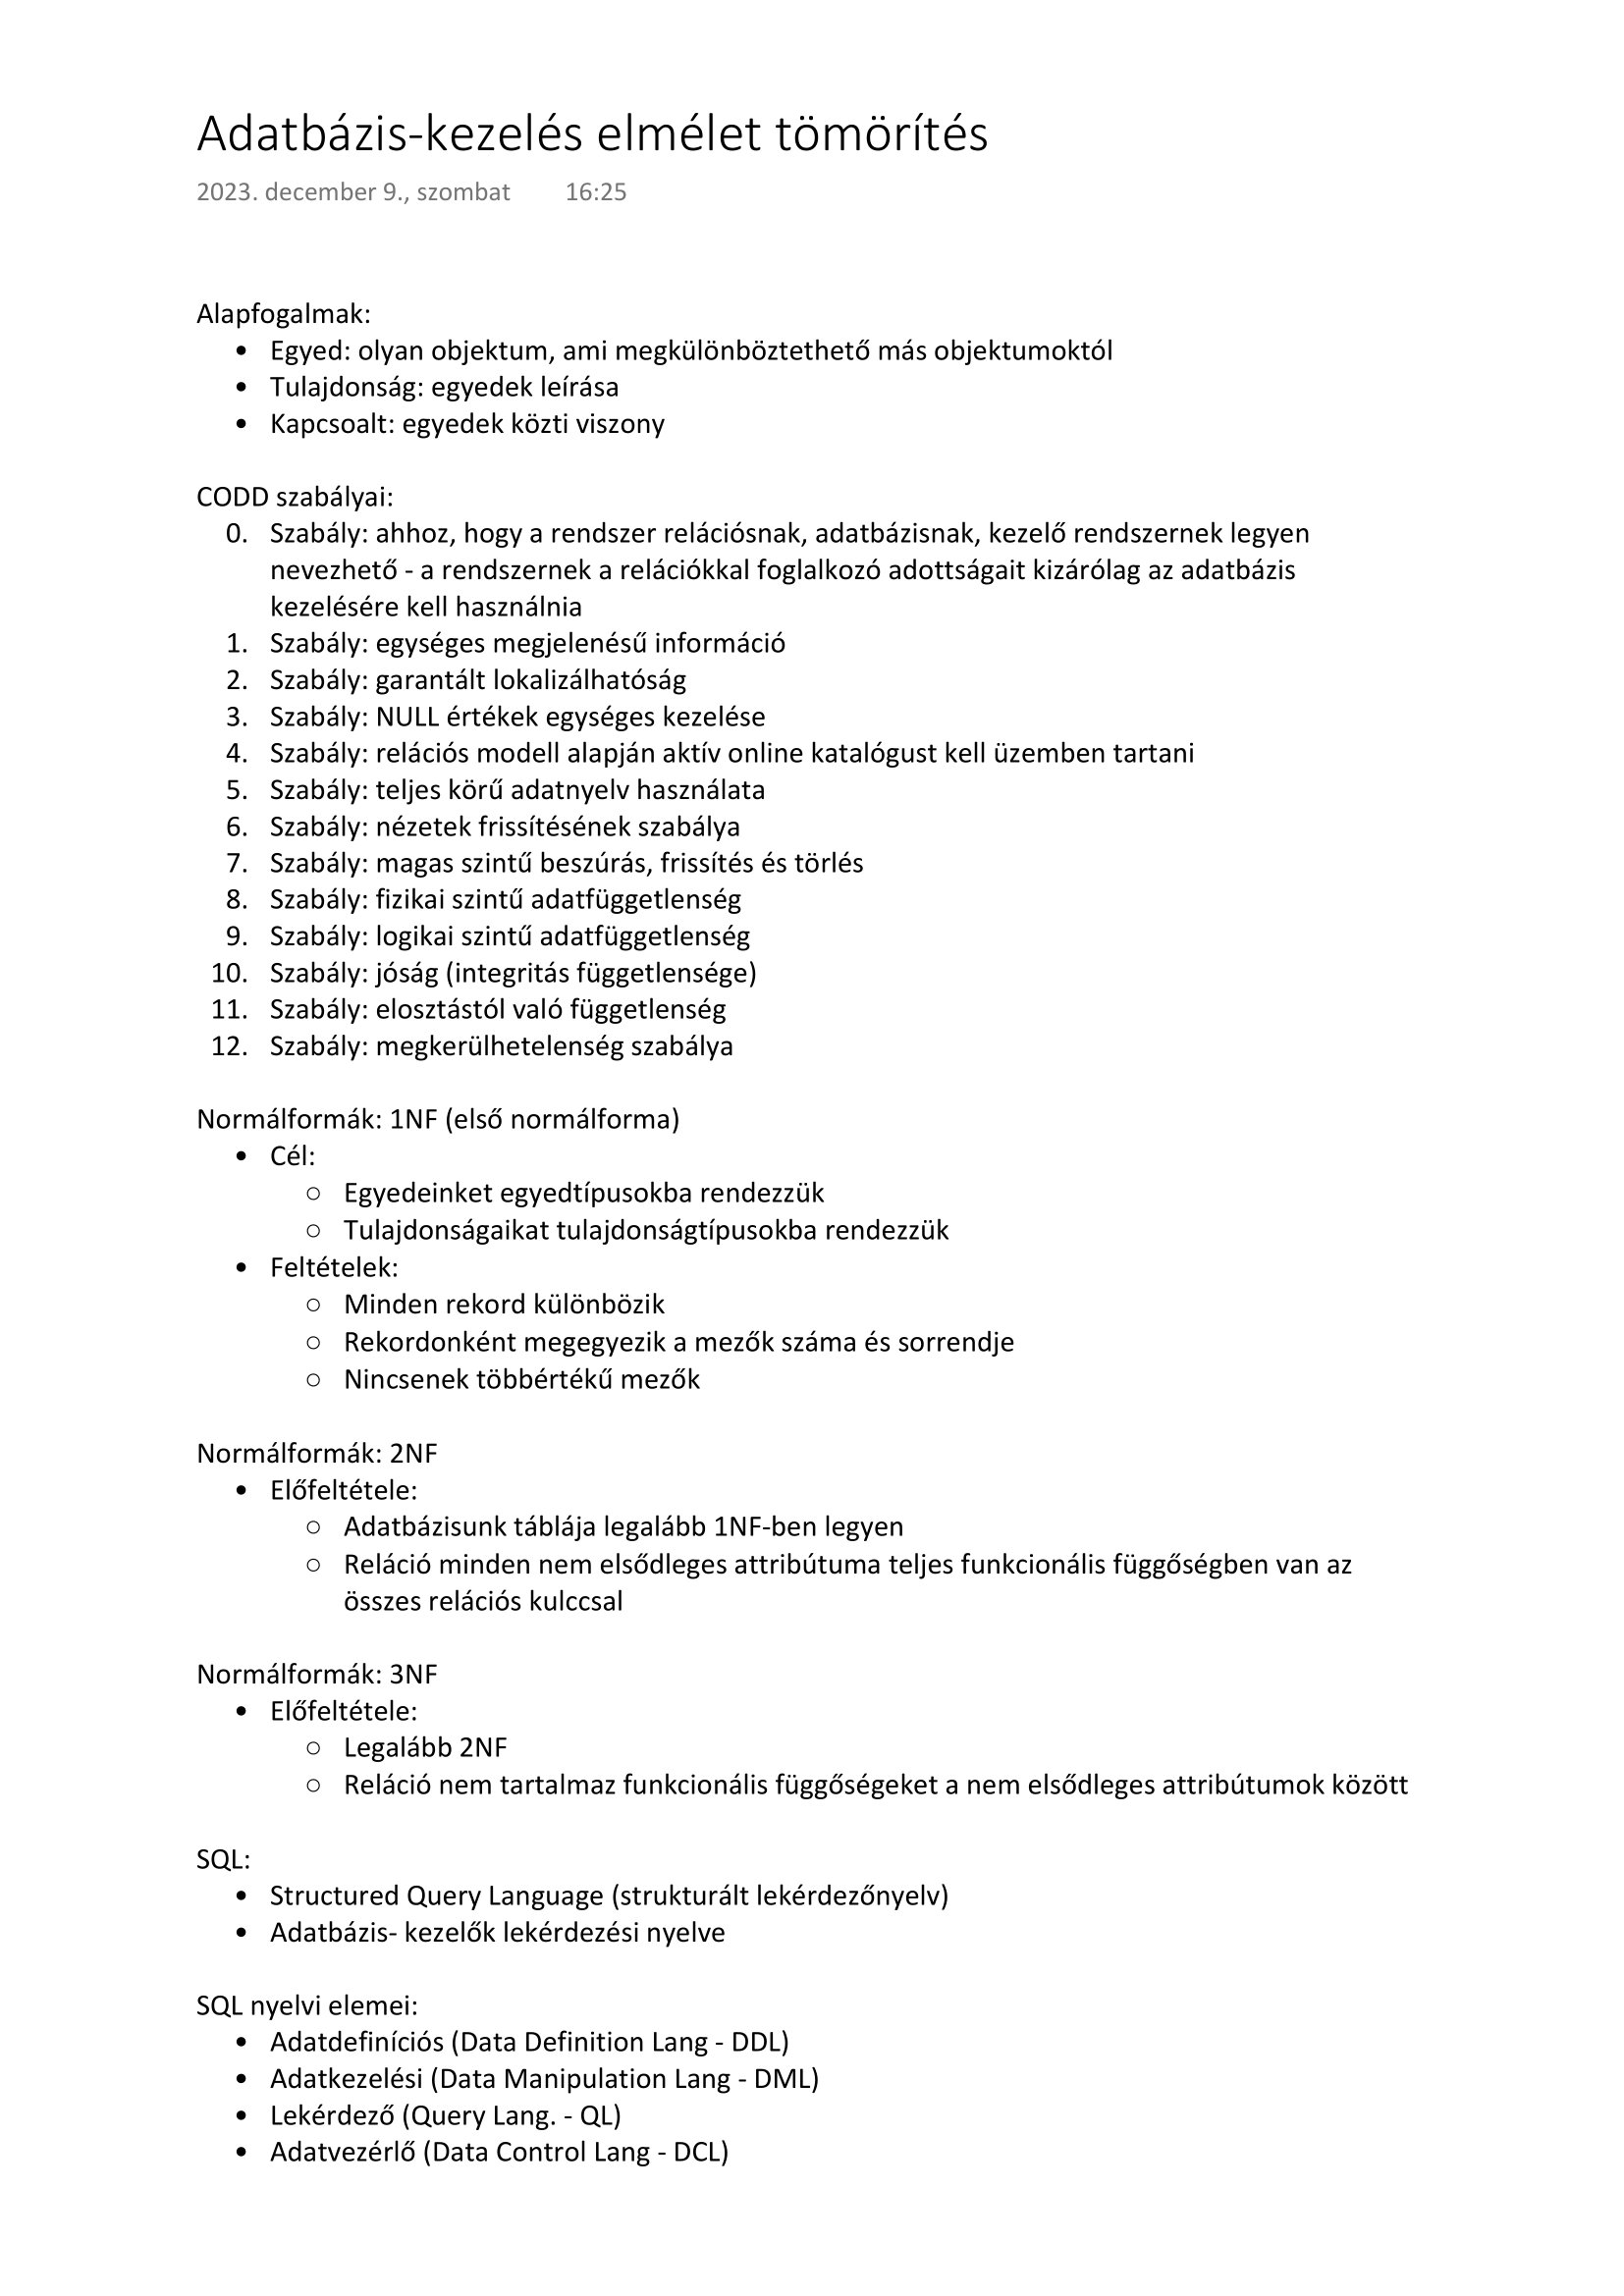 Adatbázis-kezelés elmélet tömörítés
2023. december 9., szombat 16:25
Alapfogalmak:
• Egyed: olyan objektum, ami megkülönböztethető más objektumoktól
• Tulajdonság: egyedek leírása
• Kapcsoalt: egyedek közti viszony
CODD szabályai:
0. Szabály: ahhoz, hogy a rendszer relációsnak, adatbázisnak, kezelő rendszernek legyen
nevezhető - a rendszernek a relációkkal foglalkozó adottságait kizárólag az adatbázis
kezelésére kell használnia
1. Szabály: egységes megjelenésű információ
2. Szabály: garantált lokalizálhatóság
3. Szabály: NULL értékek egységes kezelése
4. Szabály: relációs modell alapján aktív online katalógust kell üzemben tartani
5. Szabály: teljes körű adatnyelv használata
6. Szabály: nézetek frissítésének szabálya
7. Szabály: magas szintű beszúrás, frissítés és törlés
8. Szabály: fizikai szintű adatfüggetlenség
9. Szabály: logikai szintű adatfüggetlenség
10. Szabály: jóság (integritás függetlensége)
11. Szabály: elosztástól való függetlenség
12. Szabály: megkerülhetelenség szabálya
Normálformák: 1NF (első normálforma)
• Cél:
○ Egyedeinket egyedtípusokba rendezzük
○ Tulajdonságaikat tulajdonságtípusokba rendezzük
• Feltételek:
○ Minden rekord különbözik
○ Rekordonként megegyezik a mezők száma és sorrendje
○ Nincsenek többértékű mezők
Normálformák: 2NF
• Előfeltétele:
○ Adatbázisunk táblája legalább 1NF-ben legyen
○ Reláció minden nem elsődleges attribútuma teljes funkcionális függőségben van az
összes relációs kulccsal
Normálformák: 3NF
• Előfeltétele:
○ Legalább 2NF
○ Reláció nem tartalmaz funkcionális függőségeket a nem elsődleges attribútumok között
SQL:
• Structured Query Language (strukturált lekérdezőnyelv)
• Adatbázis- kezelők lekérdezési nyelve
SQL nyelvi elemei:
• Adatdefiníciós (Data Definition Lang - DDL)
• Adatkezelési (Data Manipulation Lang - DML)
• Lekérdező (Query Lang. - QL)
• Adatvezérlő (Data Control Lang - DCL)